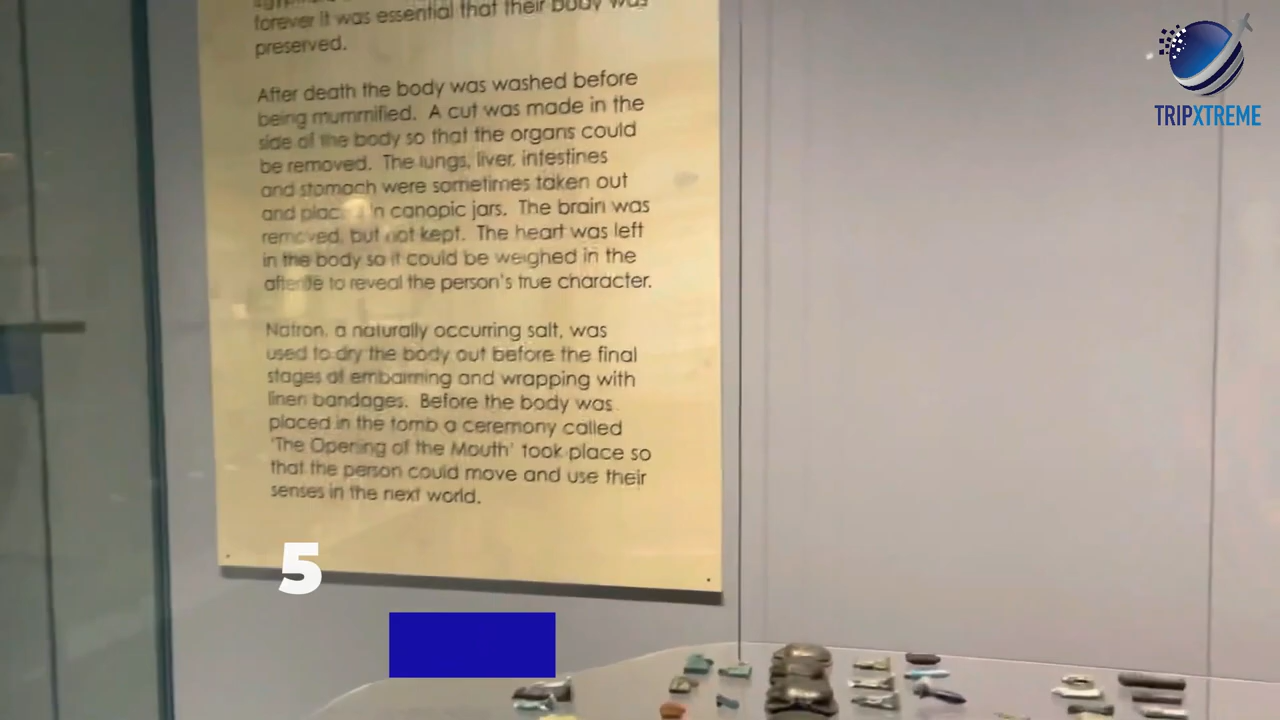 forever it was essential that their body was
preserved.
After death the body was washed before
being mummified. A cut was made in the
side of the body so that the organs could
be removed. The lungs, liver, intestines
and stomach were sometimes taken out
and placed in canopic jars. The brain was
removed, but not kept. The heart was left
in the body so it could be weighed in the
afterlife to reveal the person's true character.
Natron, a naturally occurring salt, was
used to dry the body out before the final
stages of embalming and wrapping with
linen bandages. Before the body was
placed in the tomb a ceremony called
'The Opening of the Mouth' took place so
that the person could move and use their
senses in the next world.
5
TRIPXTREME